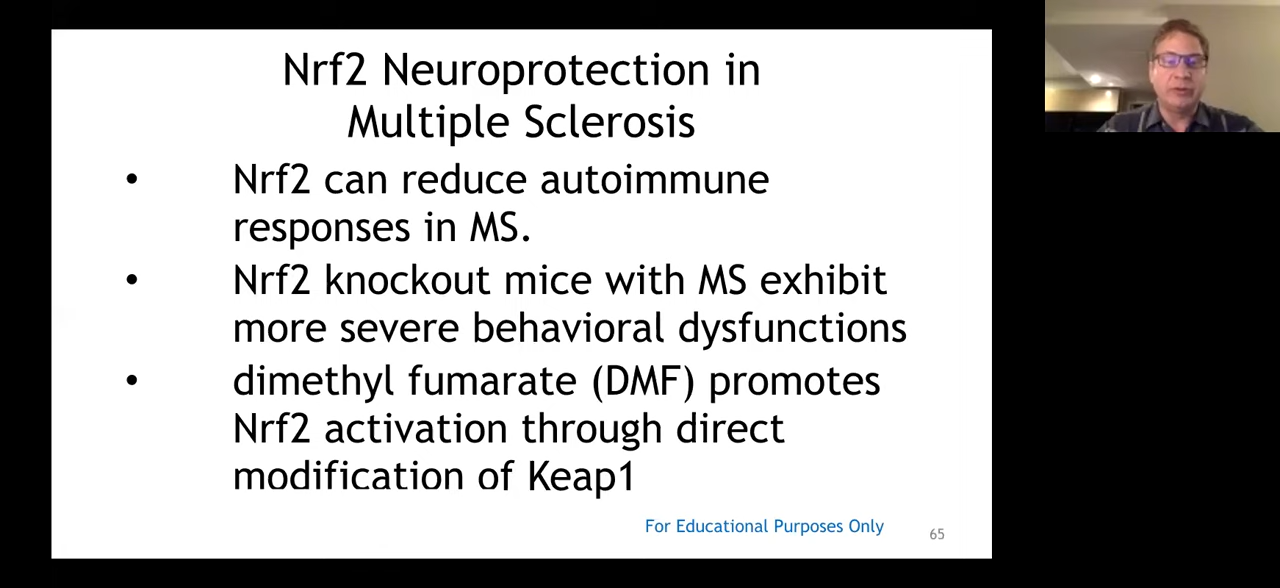 Nrf2 Neuroprotection in
Multiple Sclerosis
• Nrf2 can reduce autoimmune
responses in MS.
• Nrf2 knockout mice with MS exhibit
more severe behavioral dysfunctions
• dimethyl fumarate (DMF) promotes
Nrf2 activation through direct
modification of Keap1
For Educational Purposes Only
65